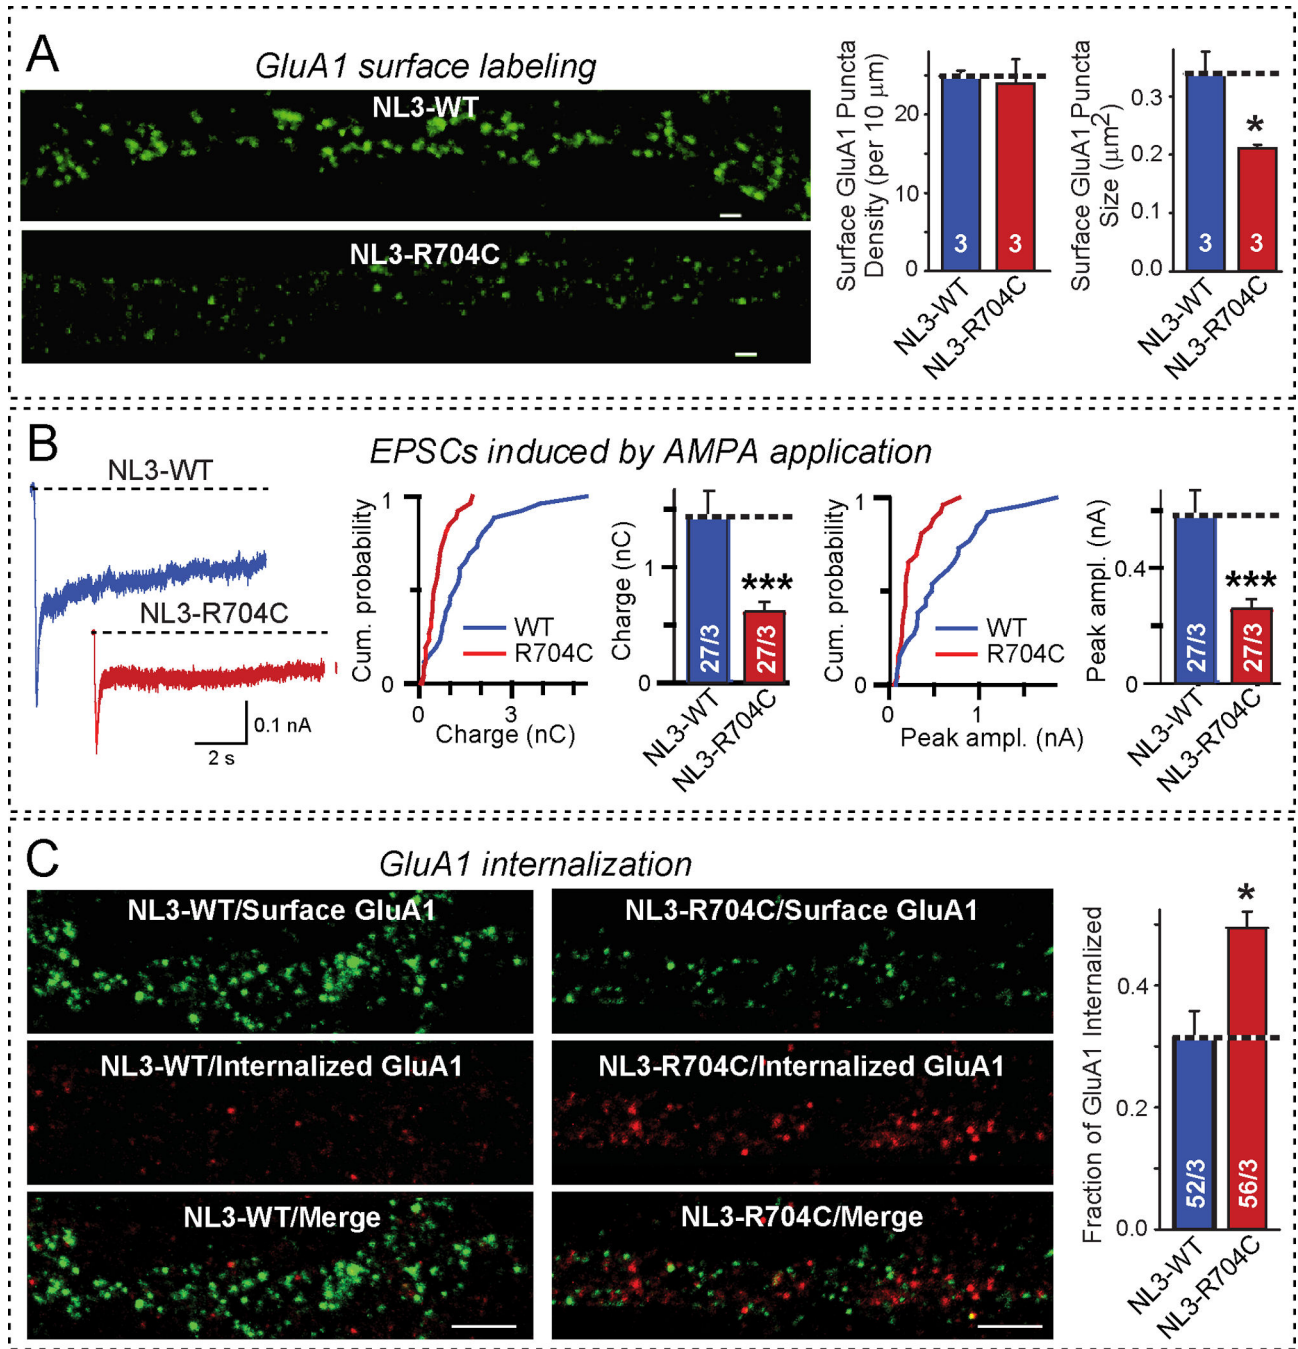 A
GluA1 surface labeling
NL3-WT
NL3-R704C
Surface GluA1 Puncta
Density (per 10 μm)
20
10
0
3
3
NL3-WT
NL3-R704C
Surface GluA1 Puncta
Size (μm²)
0.3
0.2
0.1
0.0
*
3
3
NL3-WT
NL3-R704C
B
EPSCs induced by AMPA application
NL3-WT
NL3-R704C
0.1 nA
2 s
Cum. probability
1
0
WT
R704C
0
3
Charge (nC)
Charge (nC)
1
0
***
27/3
27/3
NL3-WT
NL3-R704C
Cum. probability
1
0
WT
R704C
0
1
Peak ampl. (nA)
Peak ampl. (nA)
0.4
0
***
27/3
27/3
NL3-WT
NL3-R704C
C
GluA1 internalization
NL3-WT/Surface GluA1
NL3-R704C/Surface GluA1
NL3-WT/Internalized GluA1
NL3-R704C/Internalized GluA1
NL3-WT/Merge
NL3-R704C/Merge
Fraction of GluA1 Internalized
0.4
0.2
0.0
*
52/3
56/3
NL3-WT
NL3-R704C